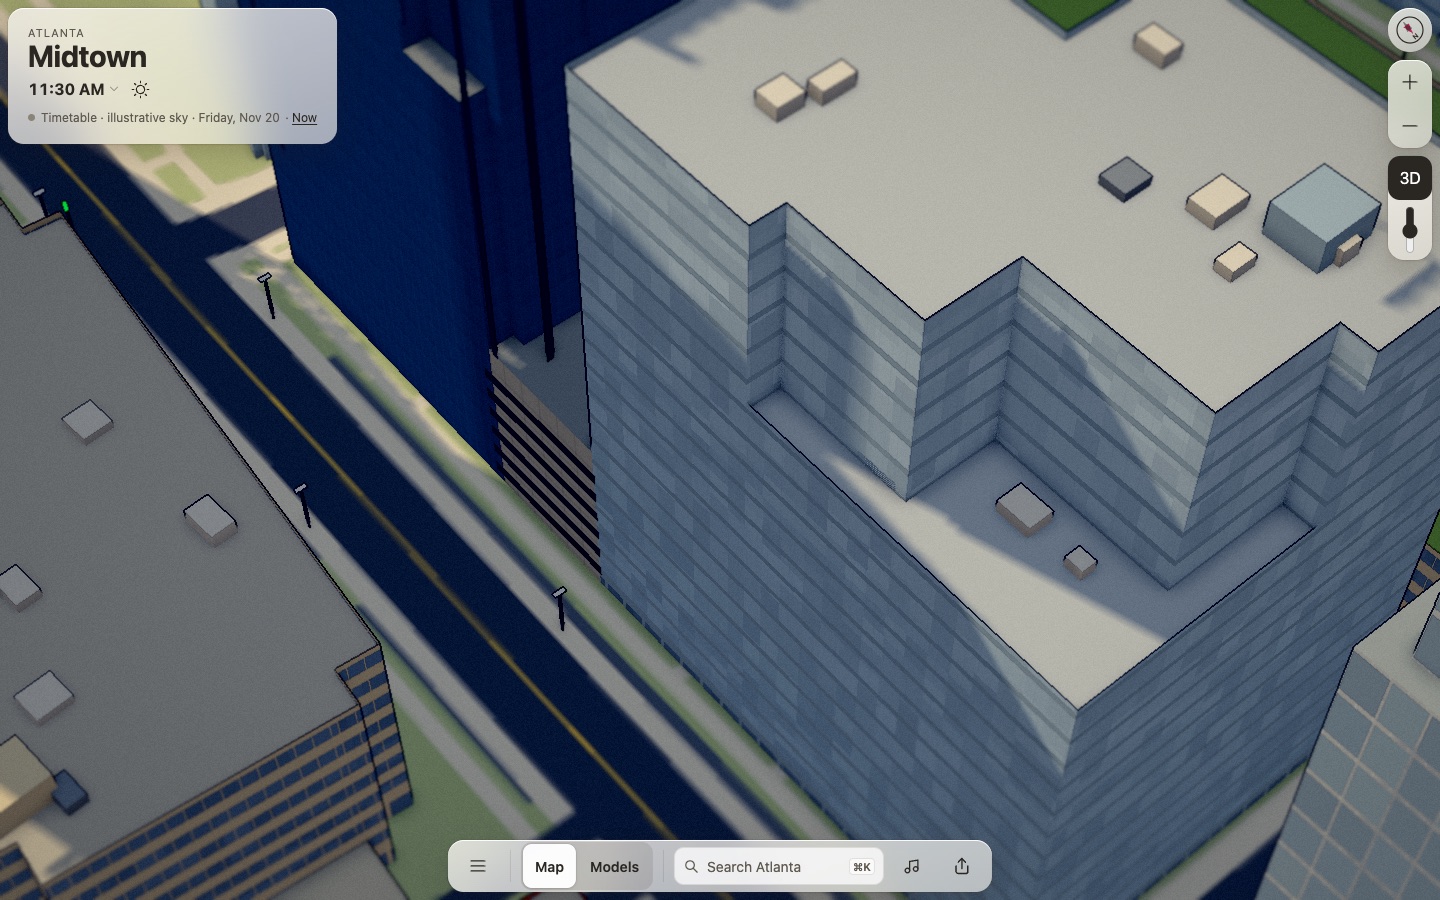 ATLANTA
Midtown
11:30 AM
Timetable · illustrative sky · Friday, Nov 20 · Now
N
3D
Map
Models
Search Atlanta
⌘K